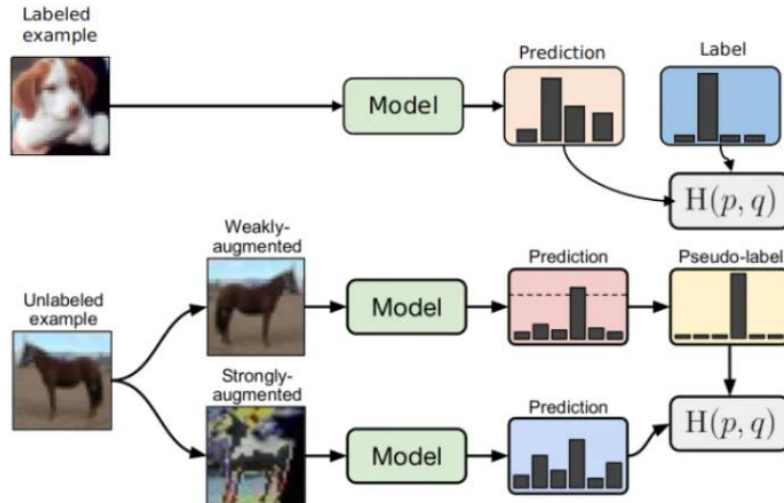 Labeled
example
Model
Prediction
Label
H(p, q)
Unlabeled
example
Weakly-
augmented
Model
Prediction
Pseudo-label
Strongly-
augmented
Model
Prediction
H(p, q)